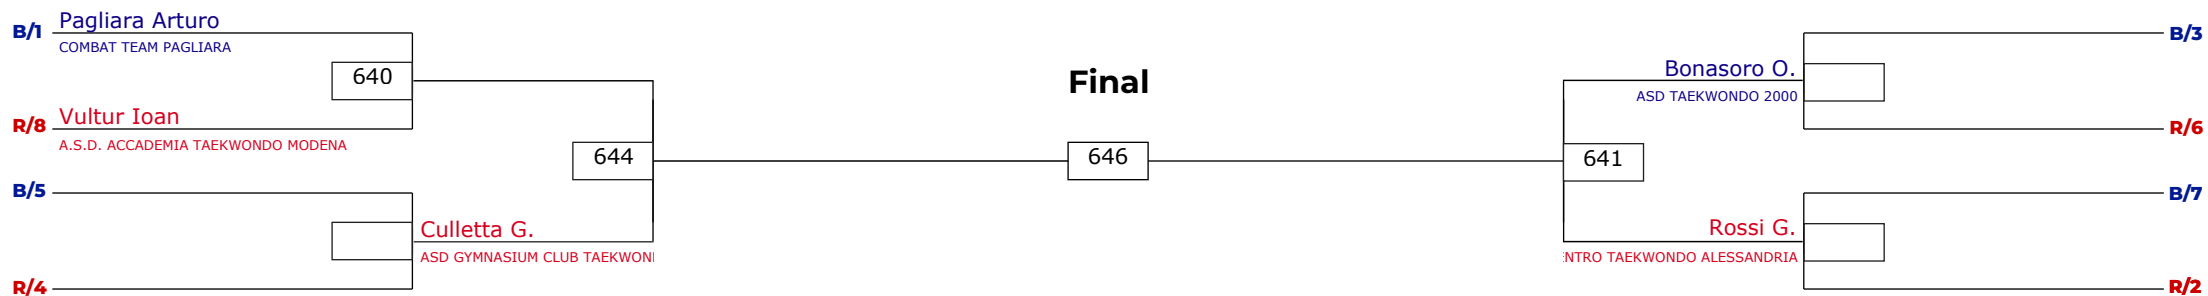 B/1 Pagliara Arturo
COMBAT TEAM PAGLIARA
640
R/8 Vultur Ioan
A.S.D. ACCADEMIA TAEKWONDO MODENA
644
B/5
Culletta G.
ASD GYMNASIUM CLUB TAEKWON
R/4
Final
646
B/3
Bonasoro O.
ASD TAEKWONDO 2000
R/6
641
B/7
Rossi G.
NTRO TAEKWONDO ALESSANDRIA
R/2